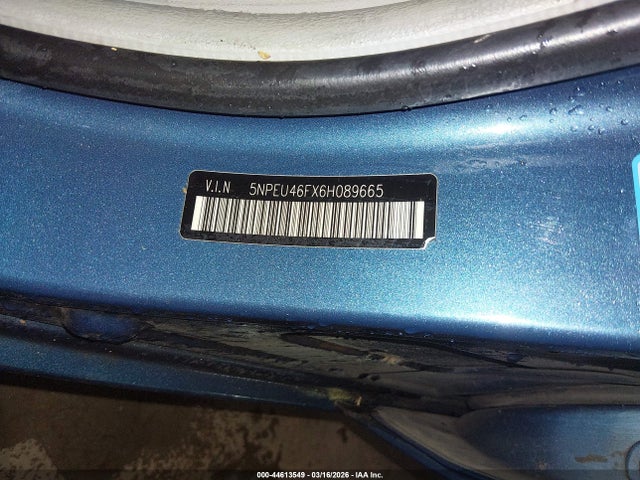 V.I.N 5NPEU46FX6H089665
000-44613549 - 03/16/2026 - IAA Inc.